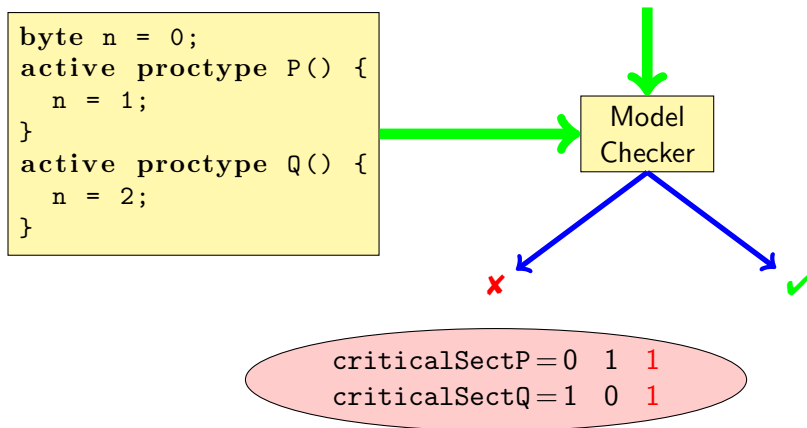 byte n = 0;
active proctype P() {
n = 1;
}
active proctype Q() {
n = 2;
}
Model
Checker
✘ ✔
criticalSectP=0 1 1
criticalSectQ=1 0 1